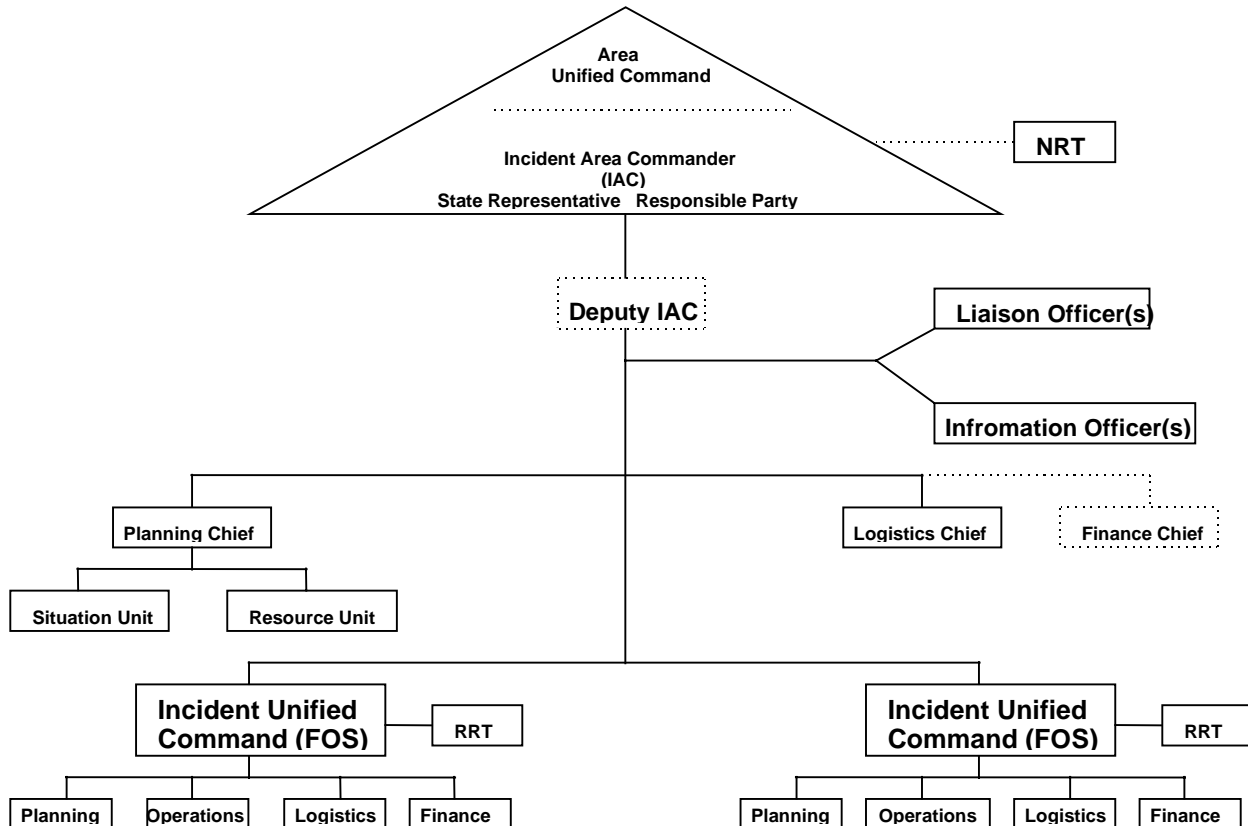 Area
Unified Command
NRT
Incident Area Commander
(IAC)
State Representative Responsible Party
Deputy IAC
Liaison Officer(s)
Infromation Officer(s)
Planning Chief
Logistics Chief
Finance Chief
Situation Unit
Resource Unit
Incident Unified
Command (FOS)
RRT
Incident Unified
Command (FOS)
RRT
Planning
Operations
Logistics
Finance
Planning
Operations
Logistics
Finance